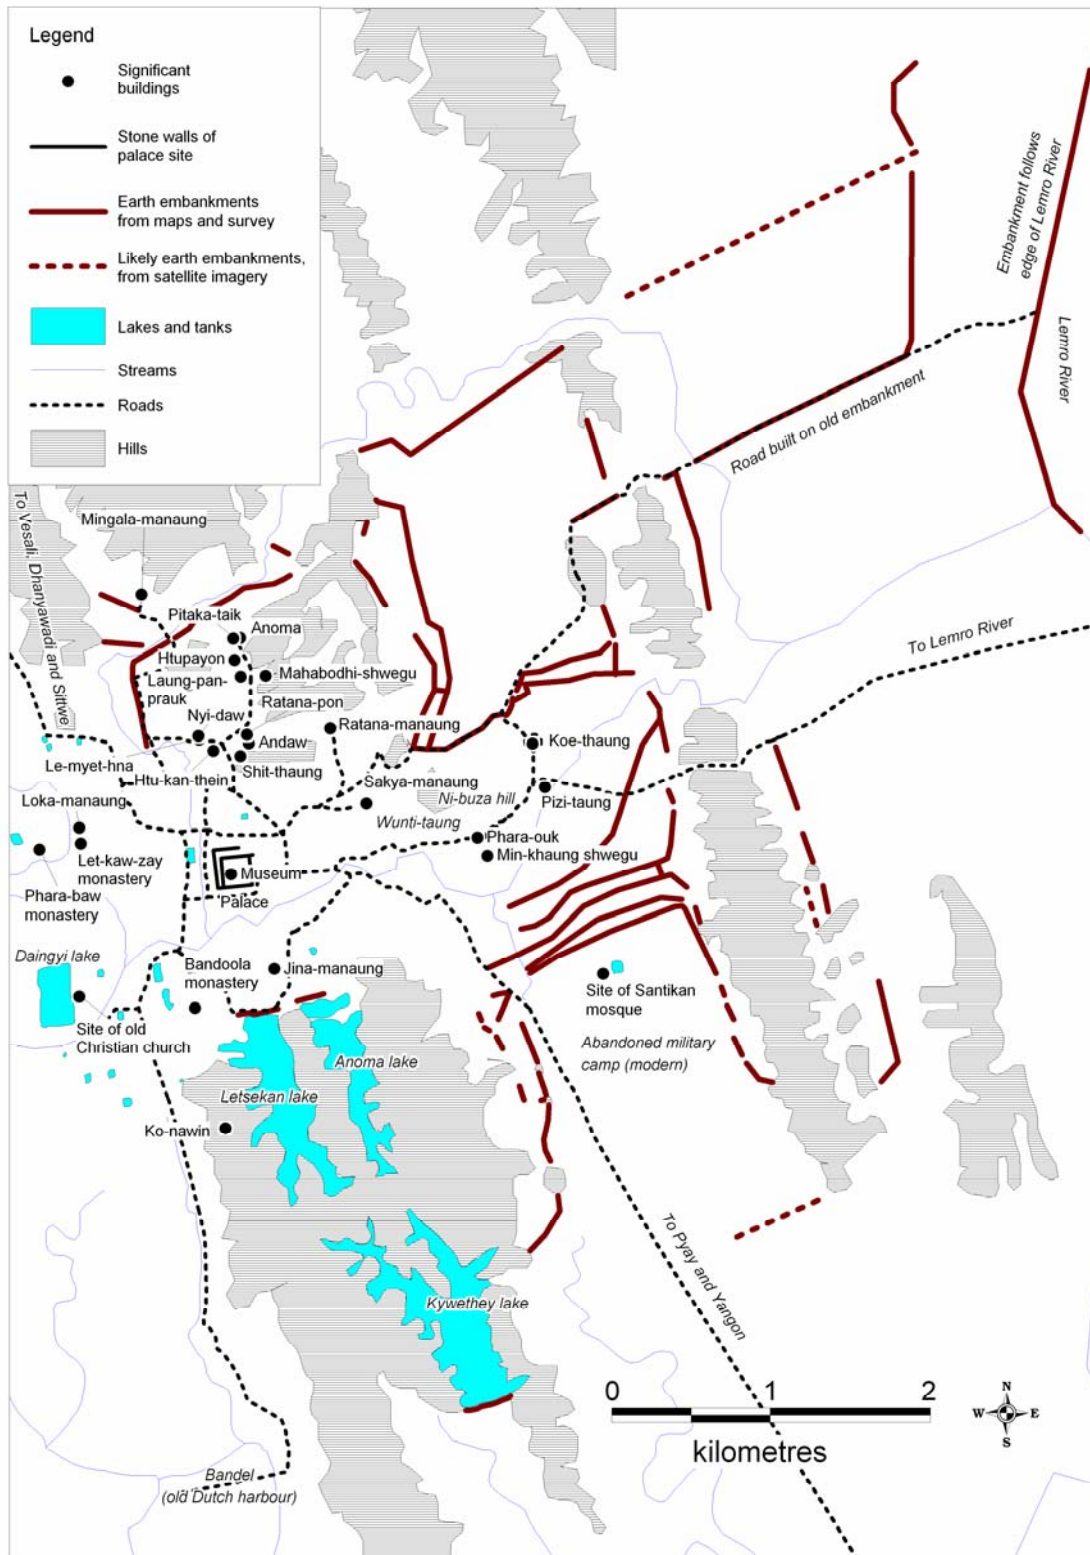 Legend
Significant
buildings
Stone walls of
palace site
Earth embankments
from maps and survey
Likely earth embankments,
from satellite imagery
Lakes and tanks
Streams
Roads
Hills
Embankment follows
edge of Lemro River
Lemro River
Road built on old embankment
To Lemro River
To Vesali, Dhanyawadi and Sittwe
Mingala-manaung
Pitaka-taik
Anoma
Htupayon
Mahabodhi-shwegu
Laung-pan-
prauk
Ratana-pon
Nyi-daw
Ratana-manaung
Andaw
Koe-thaung
Le-myet-hna
Htu-kan-thein
Shit-thaung
Sakya-manaung
Ni-buza hill
Pizi-taung
Loka-manaung
Wunti-taung
Phara-ouk
Min-khaung shwegu
Let-kaw-zay
monastery
Museum
Palace
Phara-baw
monastery
Daingyi lake
Bandoola
monastery
Jina-manaung
Site of Santikan
mosque
Site of old
Christian church
Abandoned military
camp (modern)
Anoma lake
Letsekan lake
Ko-nawin
To Pyay and Yangon
Kywethey lake
0 1 2
kilometres
N
W E
S
Bandel
(old Dutch harbour)